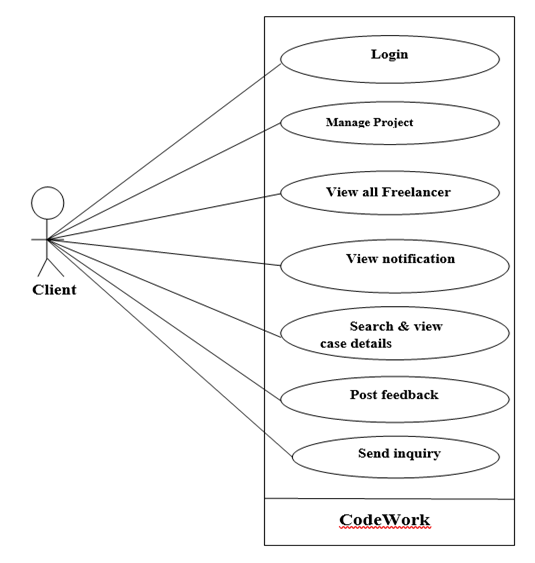 Login
Manage Project
View all Freelancer
View notification
Client
Search & view
case details
Post feedback
Send inquiry
CodeWork